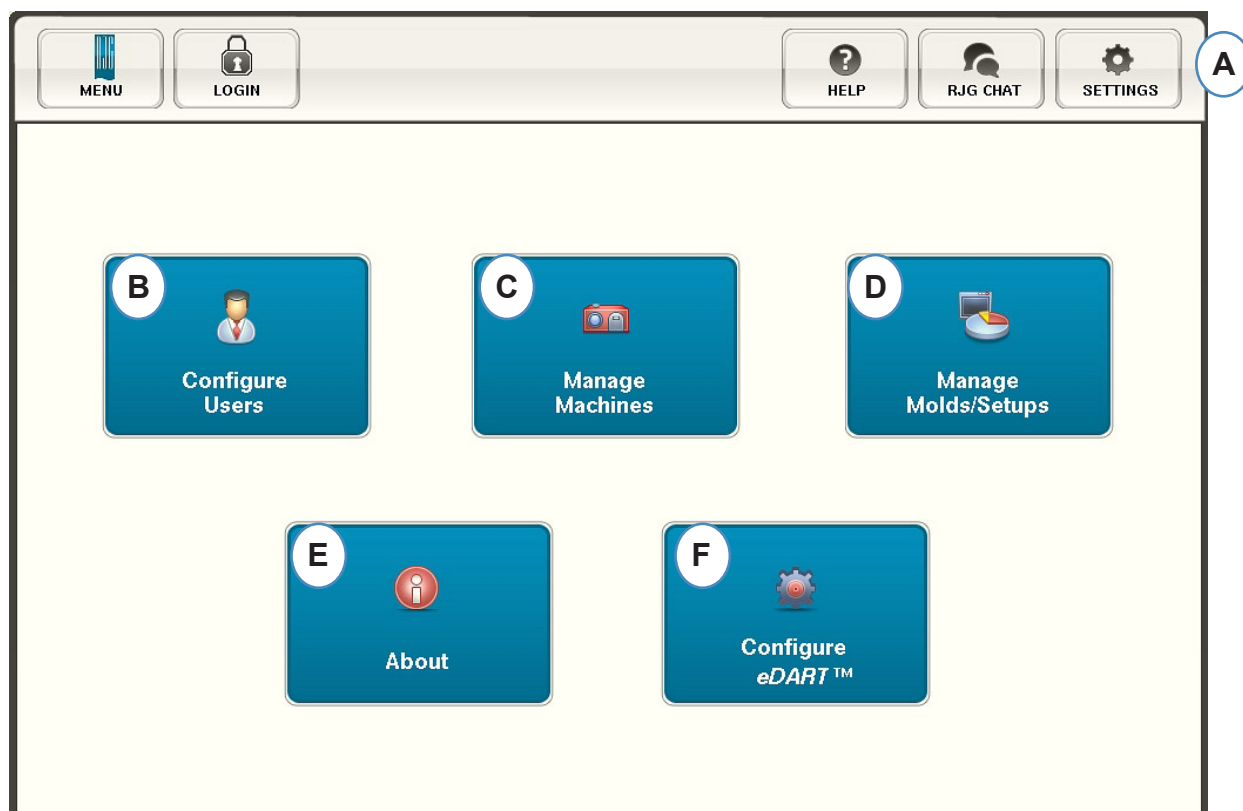 MENU
LOGIN
HELP
RJG CHAT
SETTINGS
A
B
Configure
Users
C
Manage
Machines
D
Manage
Molds/Setups
E
About
F
Configure
eDART™